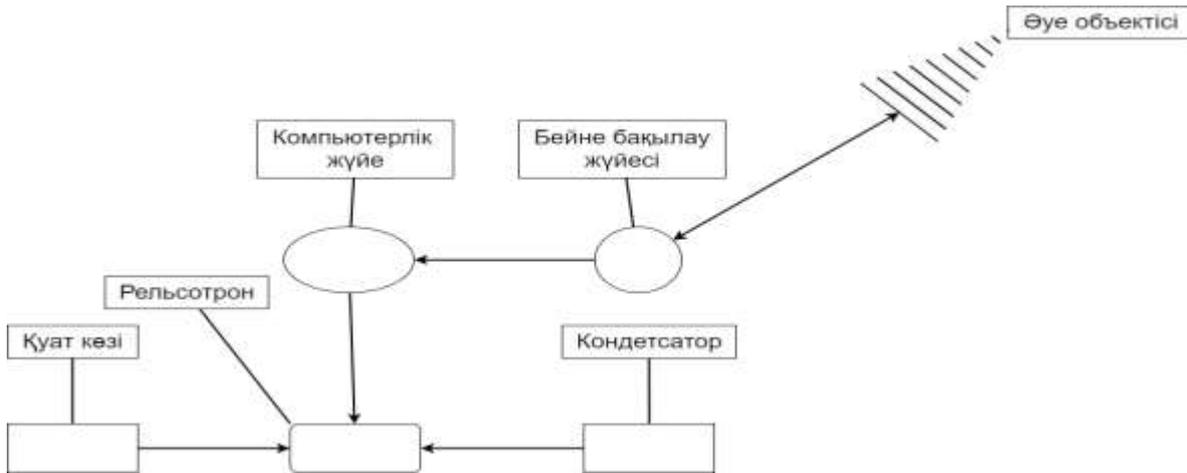 Әуе объектісі
Компьютерлік
жүйе
Бейне бақылау
жүйесі
Рельсотрон
Қуат көзі
Кондетсатор